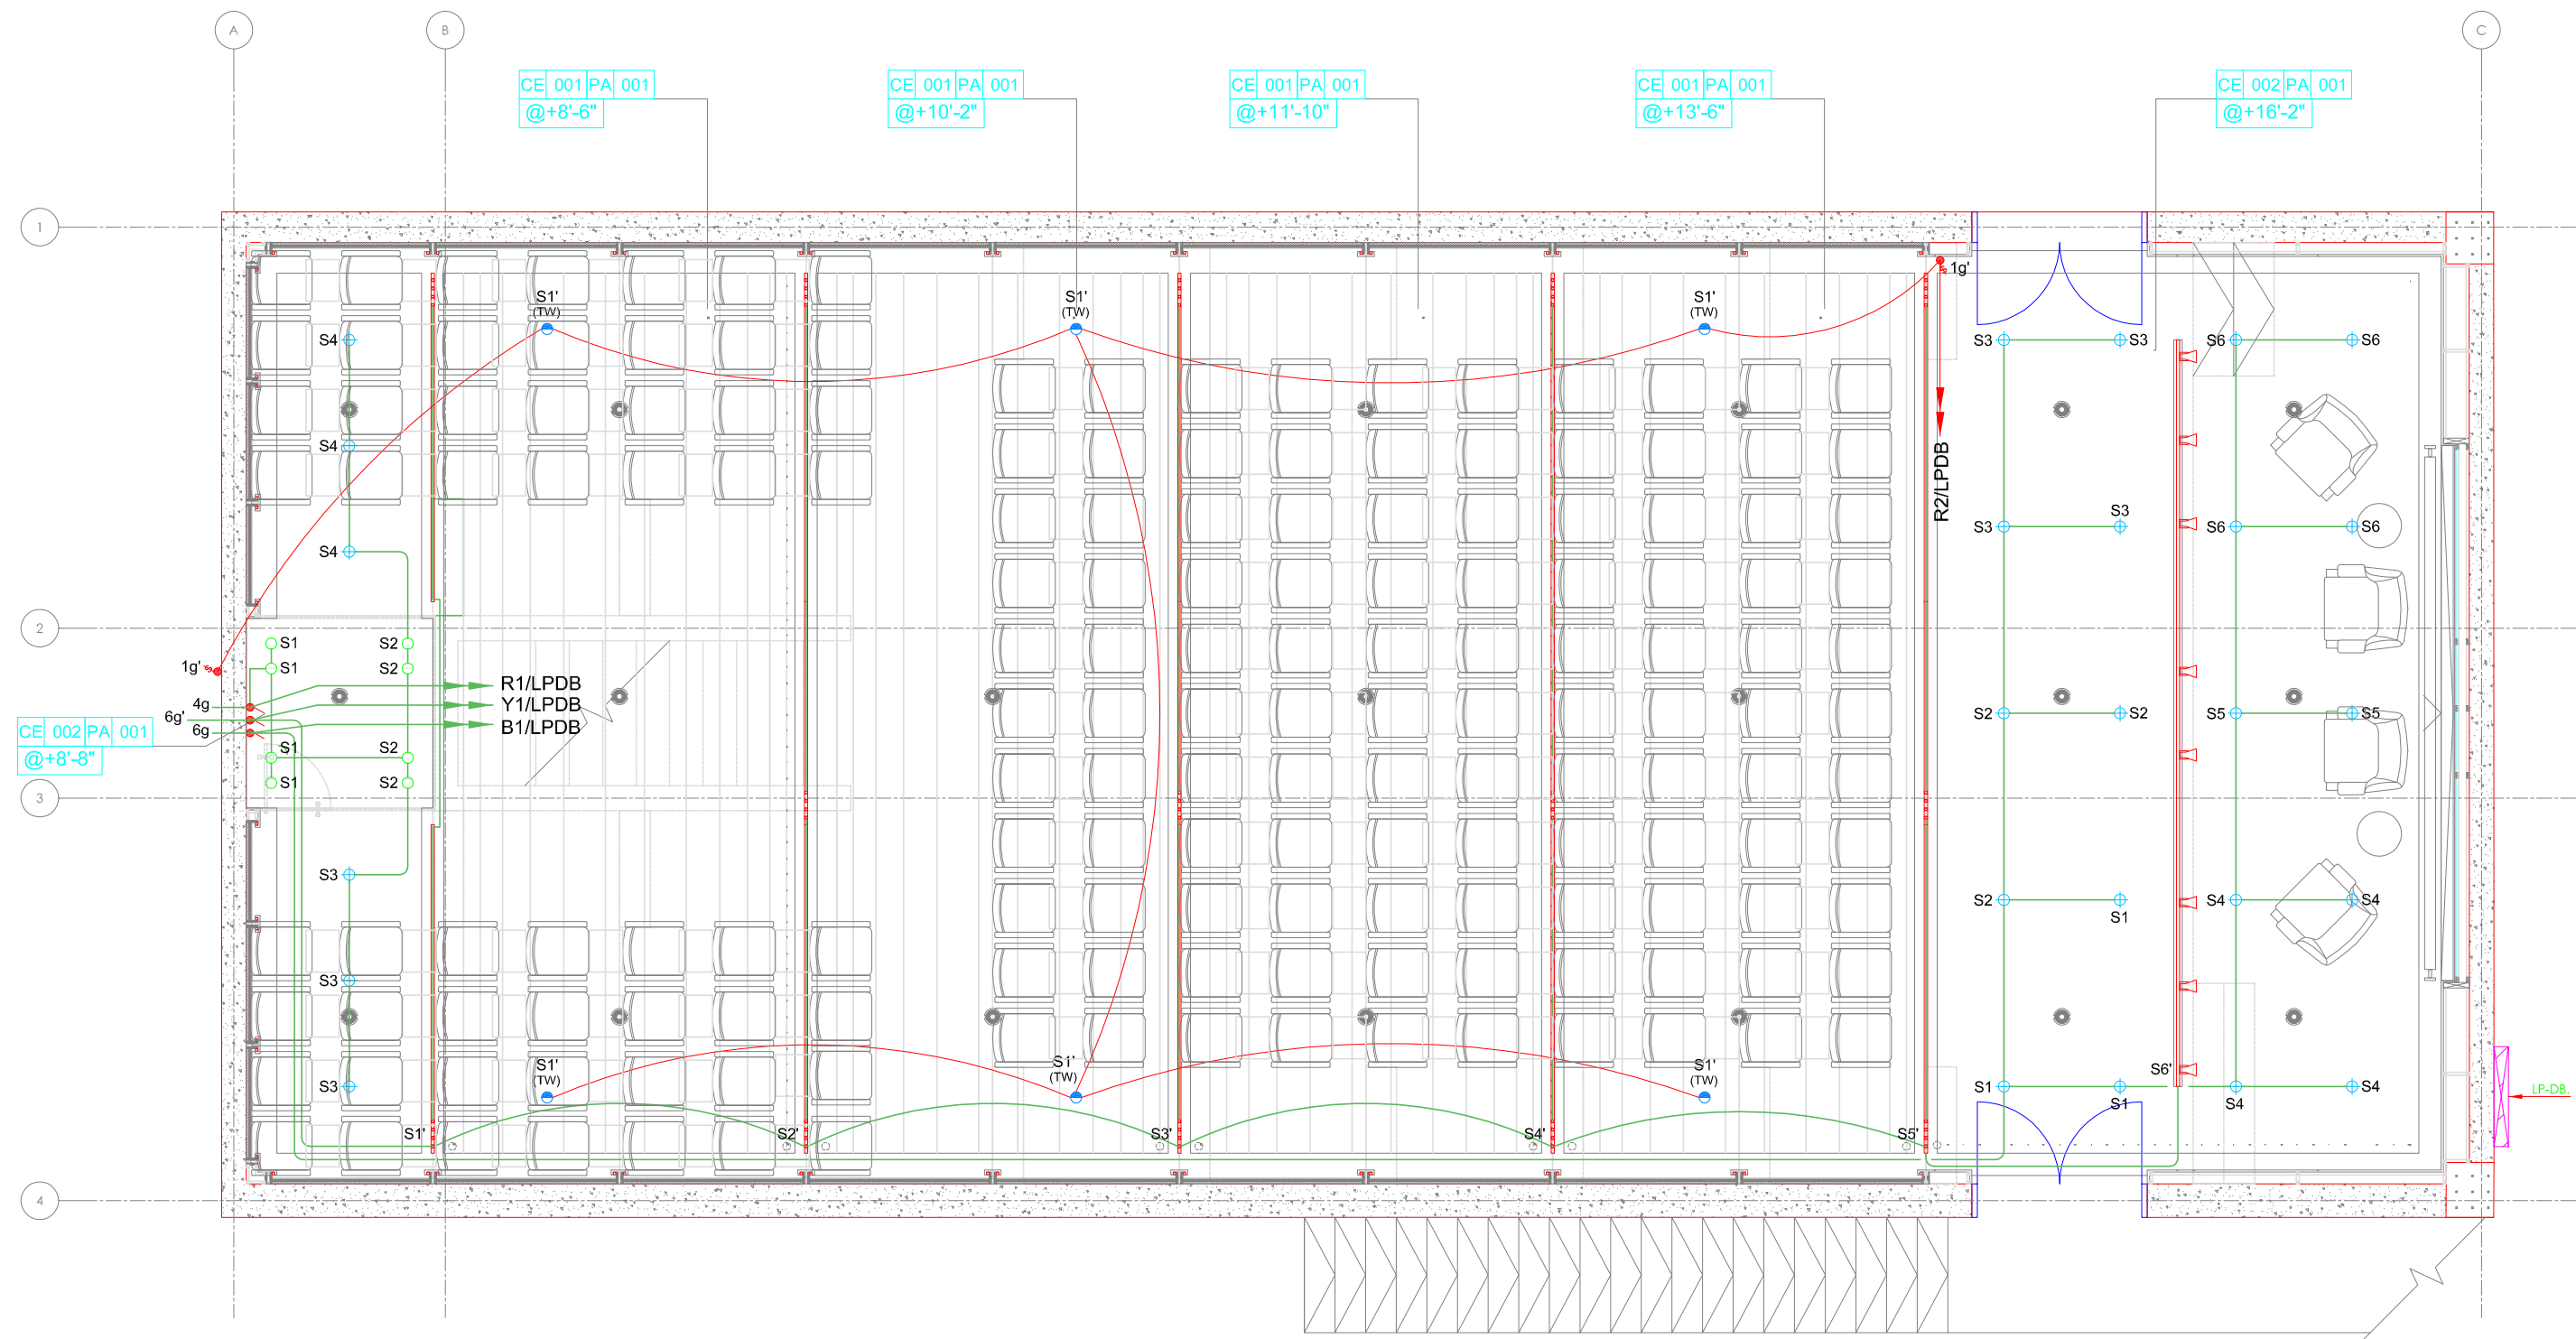 A
B
C
CE 001 PA 001
@+8'-6"
CE 001 PA 001
@+10'-2"
CE 001 PA 001
@+11'-10"
CE 001 PA 001
@+13'-6"
CE 002 PA 001
@+16'-2"
1
1g'
S1'
(TW)
S1'
(TW)
S1'
(TW)
S4
S3
S3
S6
S6
S4
R2/LPDB
S3
S3
S6
S6
S4
2
S1
S2
S1
S2
1g'
R1/LPDB
4g
Y1/LPDB
6g'
B1/LPDB
6g
S2
S2
S5
S5
CE 002 PA 001
@+8'-8"
S1
S2
S1
S2
3
S3
S2
S1
S4
S4
S3
S1'
(TW)
S1'
(TW)
S1'
(TW)
S6'
S3
S1
S1
S4
S4
LP-DB.
S1'
S2'
S3'
S4'
S5'
4